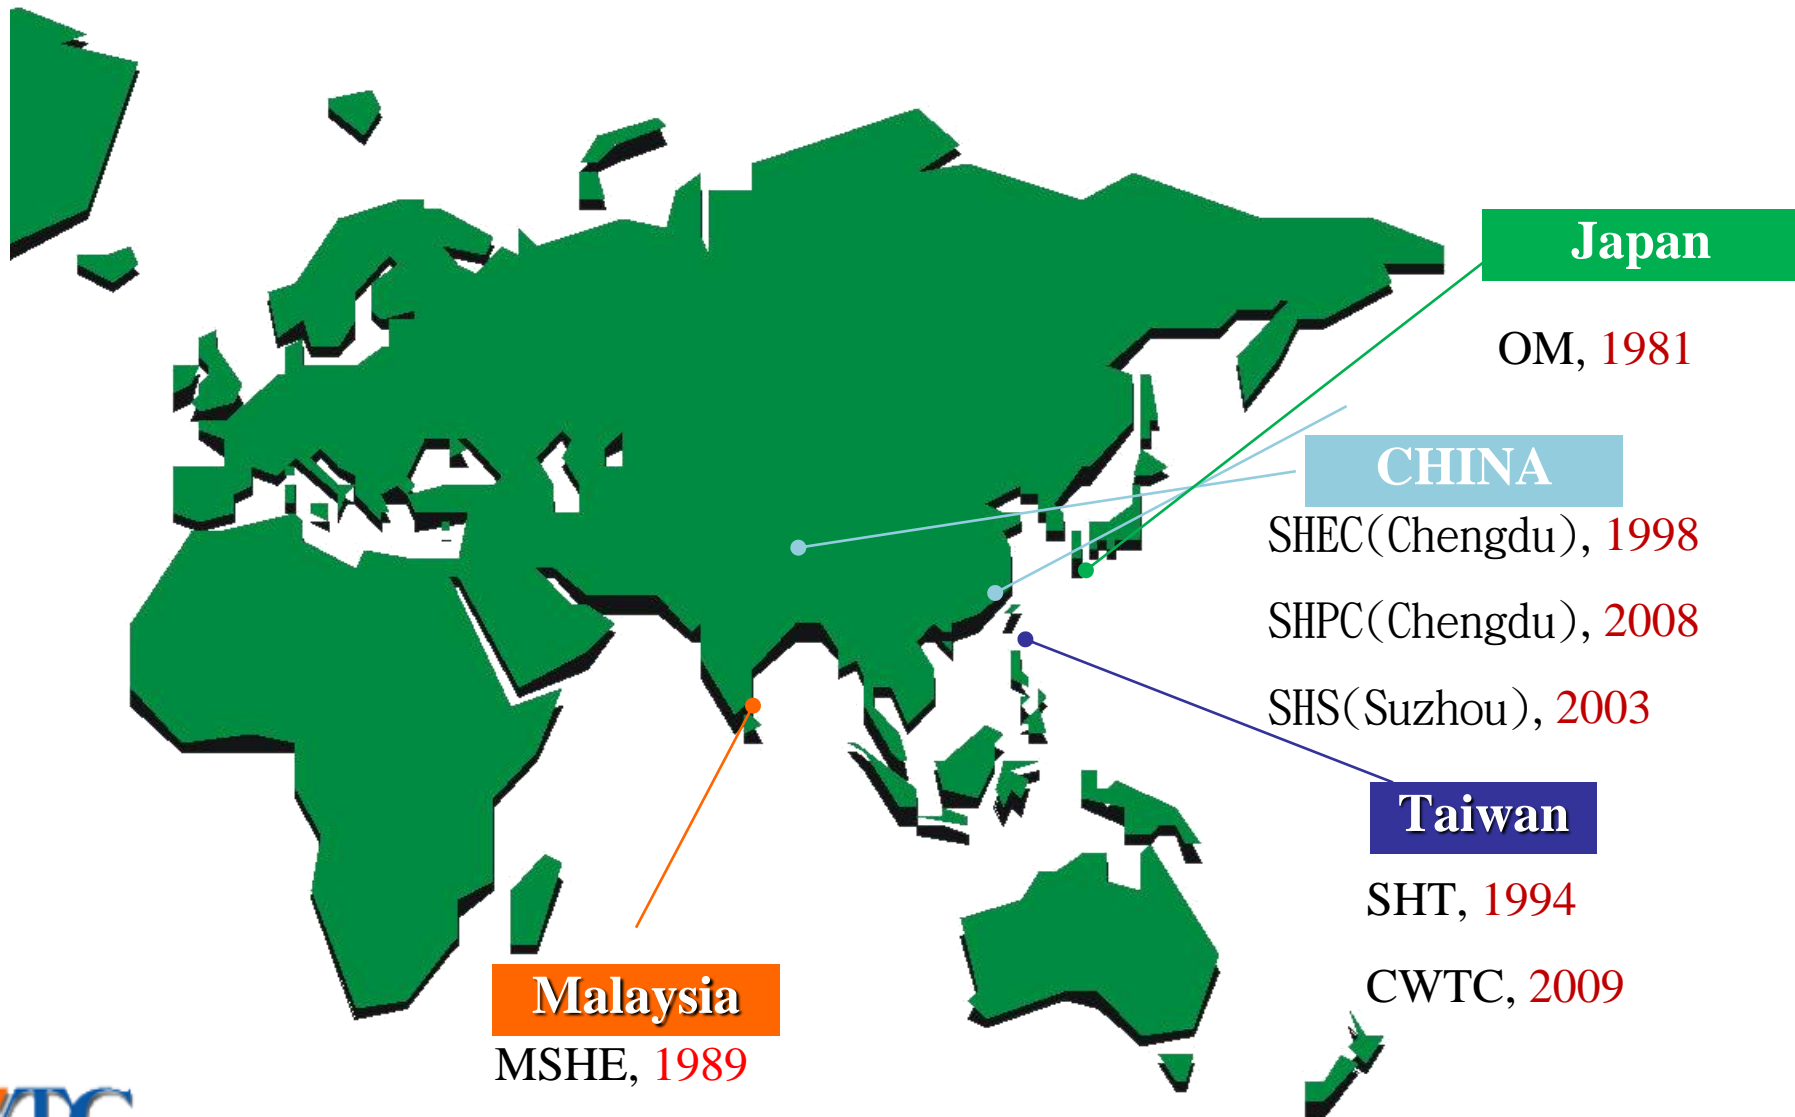 Japan
OM, 1981
CHINA
SHEC(Chengdu), 1998
SHPC(Chengdu), 2008
SHS(Suzhou), 2003
Taiwan
SHT, 1994
CWTC, 2009
Malaysia
MSHE, 1989